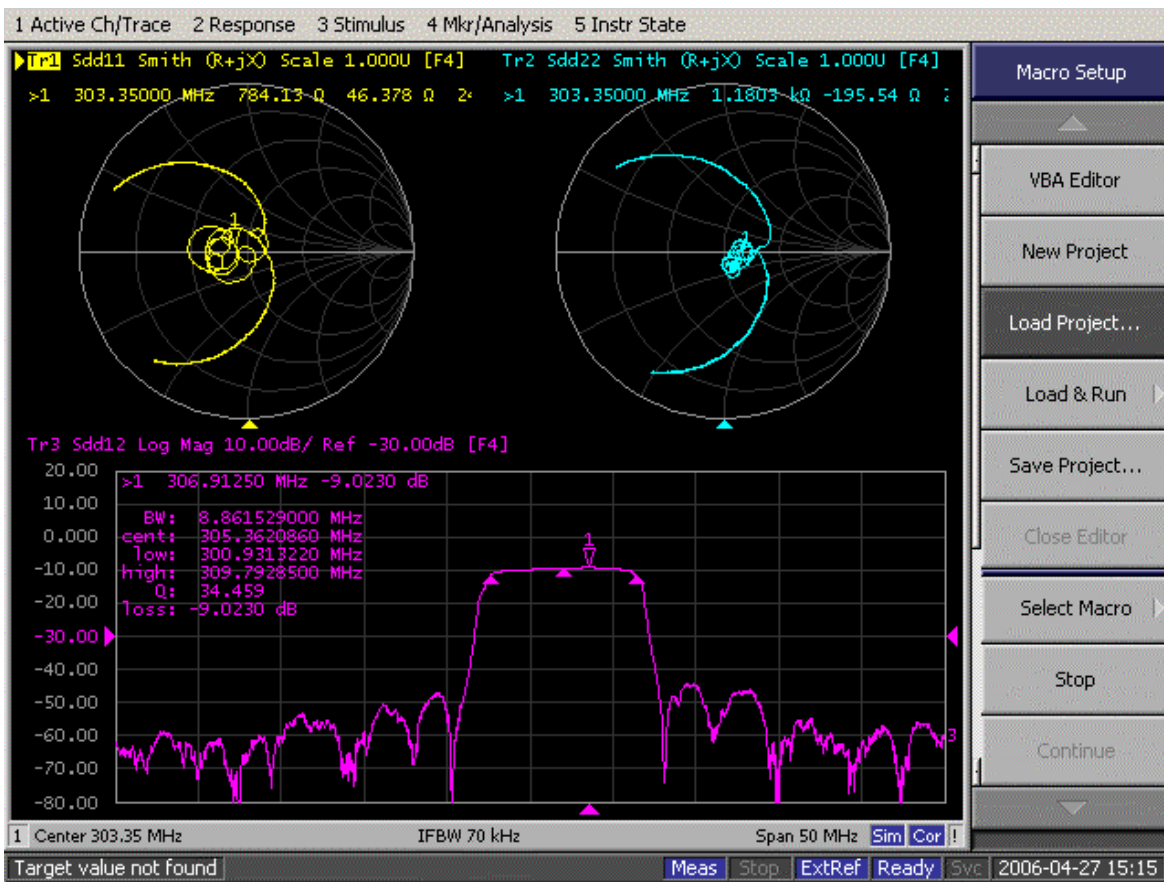 1 Active Ch/Trace 2 Response 3 Stimulus 4 Mkr/Analysis 5 Instr State
Tr1 Sdd11 Smith (R+jX) Scale 1.000U [F4]
>1 303.35000 MHz 784.13 Ω 46.378 Ω
Tr2 Sdd22 Smith (R+jX) Scale 1.000U [F4]
>1 303.35000 MHz 1.1803 kΩ -195.54 Ω
1
1
Tr3 Sdd12 Log Mag 10.00dB/ Ref -30.00dB [F4]
20.00
10.00
0.000
-10.00
-20.00
-30.00
-40.00
-50.00
-60.00
-70.00
-80.00
>1 306.91250 MHz -9.0230 dB
BW: 8.861529000 MHz
cent: 305.3620860 MHz
low: 300.9313220 MHz
high: 309.7928500 MHz
Q: 34.459
loss: -9.0230 dB
1
3
1 Center 303.35 MHz IFBW 70 kHz Span 50 MHz Sim Cor !
Target value not found Meas Stop ExtRef Ready Svc 2006-04-27 15:15
Macro Setup
VBA Editor
New Project
Load Project...
Load & Run
Save Project...
Close Editor
Select Macro
Stop
Continue